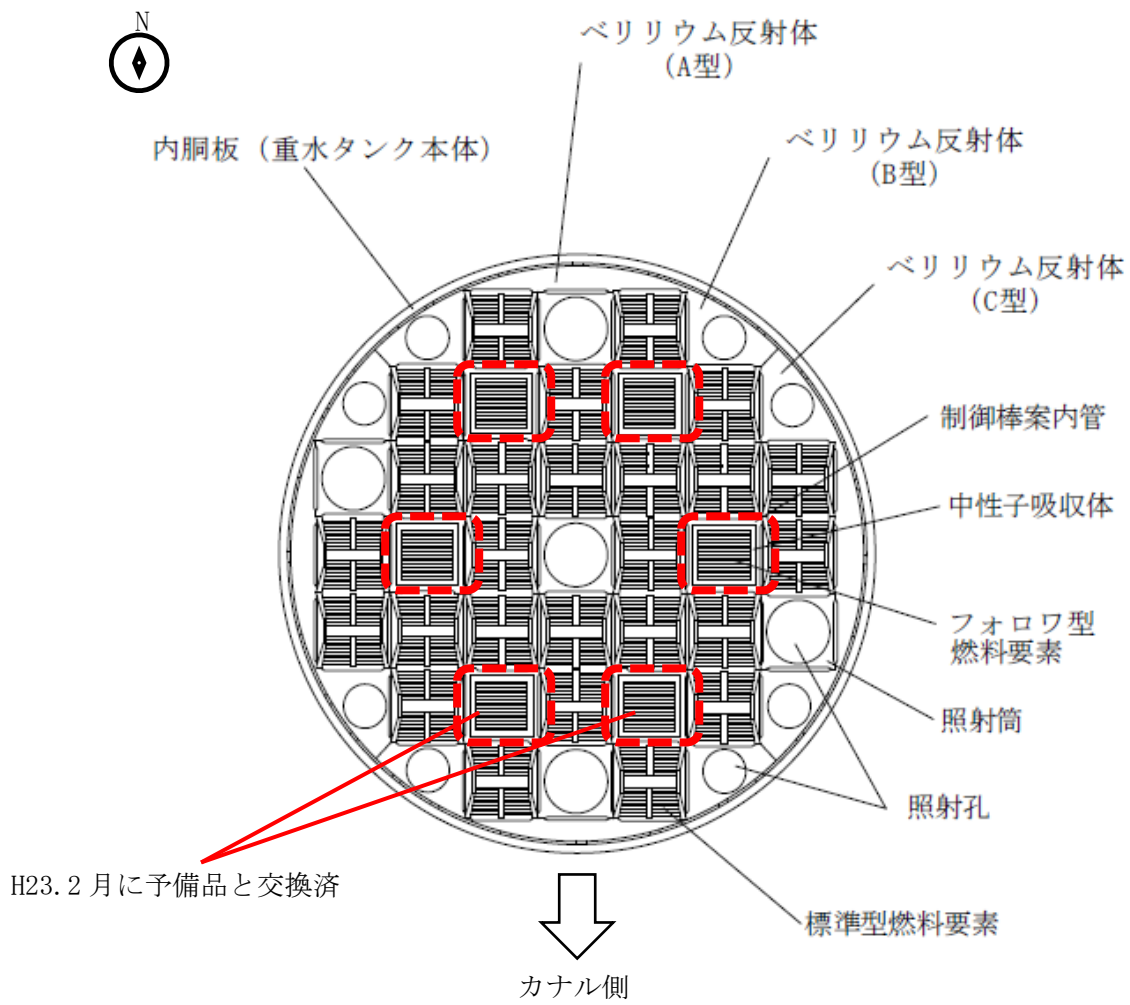 N
ベリリウム反射体
(A型)
内胴板（重水タンク本体）
ベリリウム反射体
(B型)
ベリリウム反射体
(C型)
制御棒案内管
中性子吸収体
フォロワ型
燃料要素
照射筒
照射孔
H23.2月に予備品と交換済
標準型燃料要素
カナル側